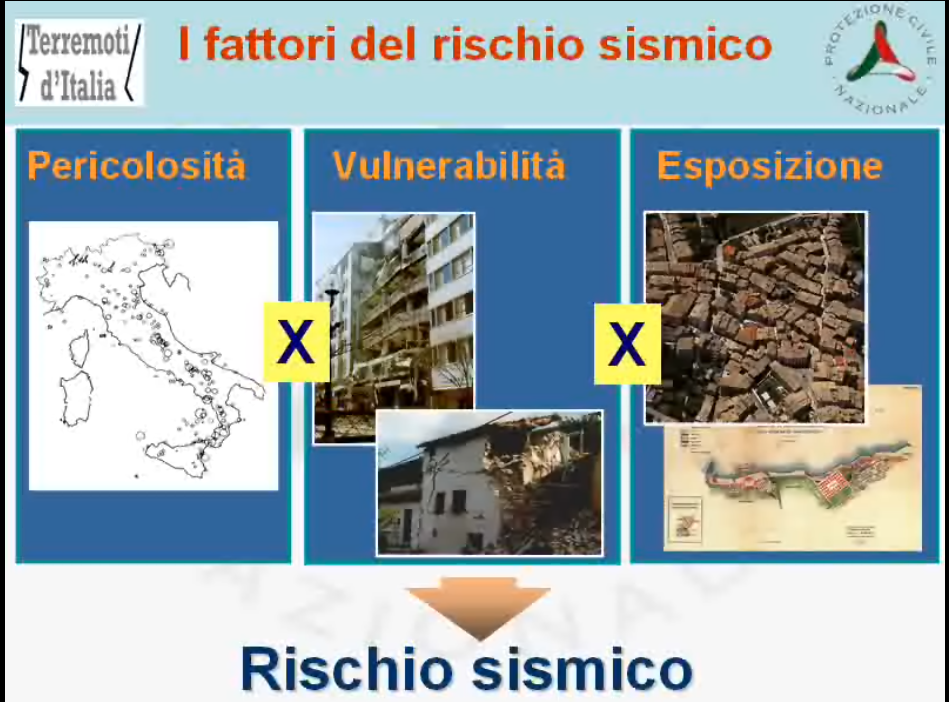 Terremoti
d'Italia
I fattori del rischio sismico
PROTEZIONE CIVILE
NAZIONALE
Pericolosità
Vulnerabilità
Esposizione
X
X
Rischio sismico